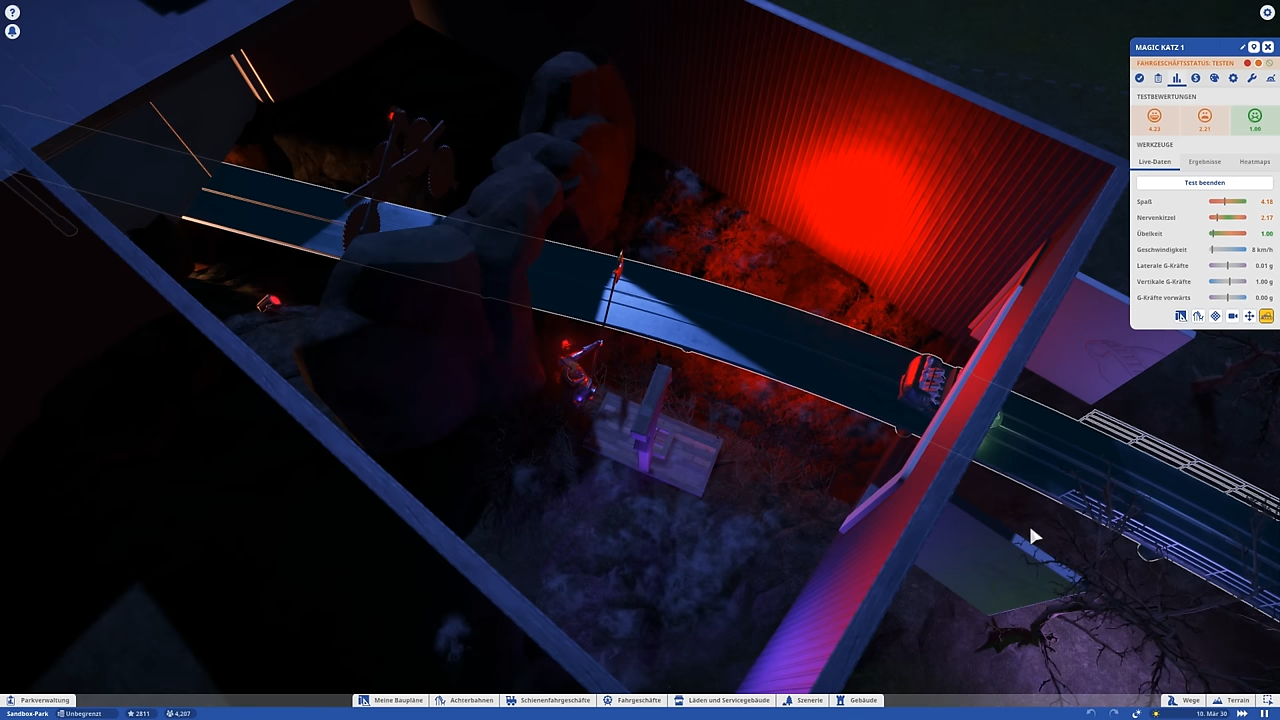 ?
MAGIC KATZ 1
FAHRGESCHÄFTSSTATUS: TESTEN
TESTBEWERTUNGEN
4.23 2.21 1.00
WERKZEUGE
Live-Daten Ergebnisse Heatmaps
Test beenden
Spaß 4.18
Nervenkitzel 2.17
Übelkeit 1.00
Geschwindigkeit 8 km/h
Laterale G-Kräfte 0.01 g
Vertikale G-Kräfte 1.00 g
G-Kräfte vorwärts 0.00 g
Parkverwaltung Meine Baupläne Achterbahnen Schienenfahrgeschäfte Fahrgeschäfte Läden und Servicegebäude Szenerie Gebäude Wege Terrain
Sandbox-Park Unbegrenzt 2811 4,207 10. Mär 30